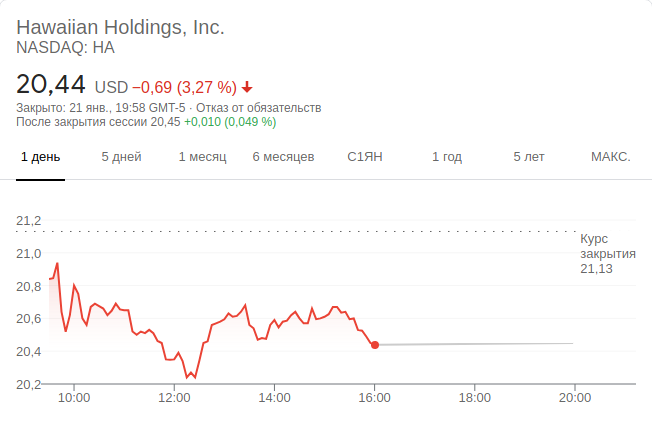 Hawaiian Holdings, Inc.
NASDAQ: HA
20,44 USD −0,69 (3,27 %)
Закрыто: 21 янв., 19:58 GMT-5 · Отказ от обязательств
После закрытия сессии 20,45 +0,010 (0,049 %)
1 день 5 дней 1 месяц 6 месяцев С1ЯН 1 год 5 лет МАКС.
21,2
Курс
закрытия
21,13
21,0
20,8
20,6
20,4
20,2
10:00 12:00 14:00 16:00 18:00 20:00